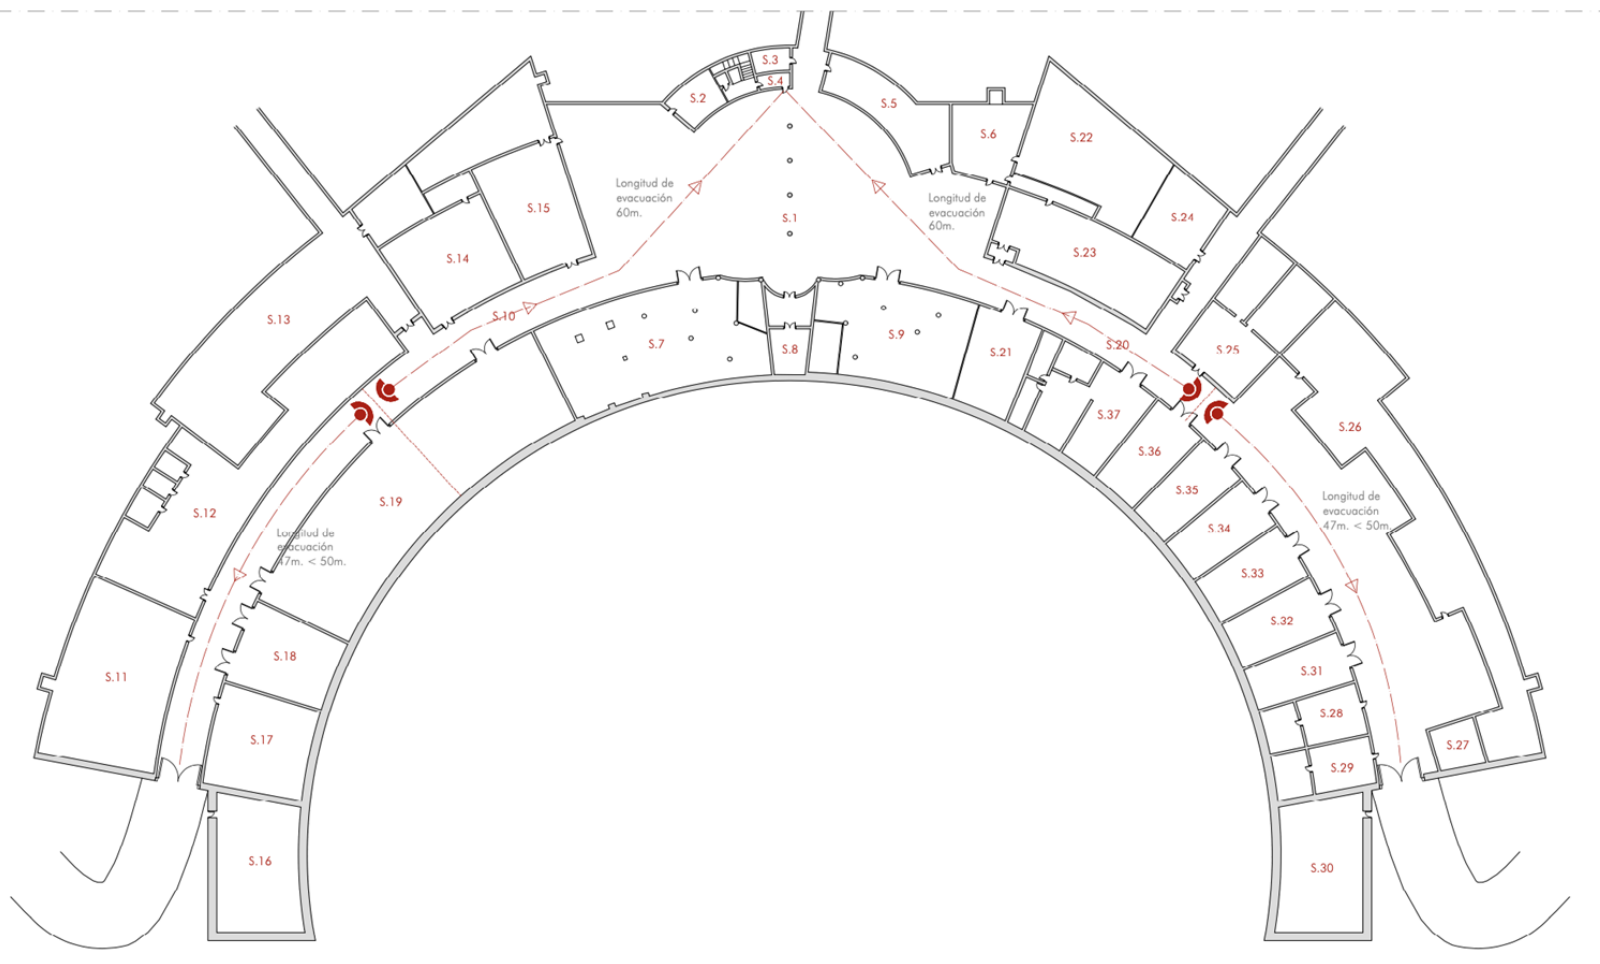 S.3
S.4
S.2
S.5
S.6
S.22
Longitud de
evacuación
60m.
S.15
S.1
Longitud de
evacuación
60m.
S.24
S.14
S.23
S.13
S.10
S.7
S.8
S.9
S.21
S.20
S.25
S.37
S.26
S.36
S.19
S.12
S.35
Longitud de
evacuación
47m. < 50m.
S.34
Longitud de
evacuación
47m. < 50m.
S.33
S.32
S.18
S.31
S.11
S.28
S.17
S.27
S.29
S.16
S.30